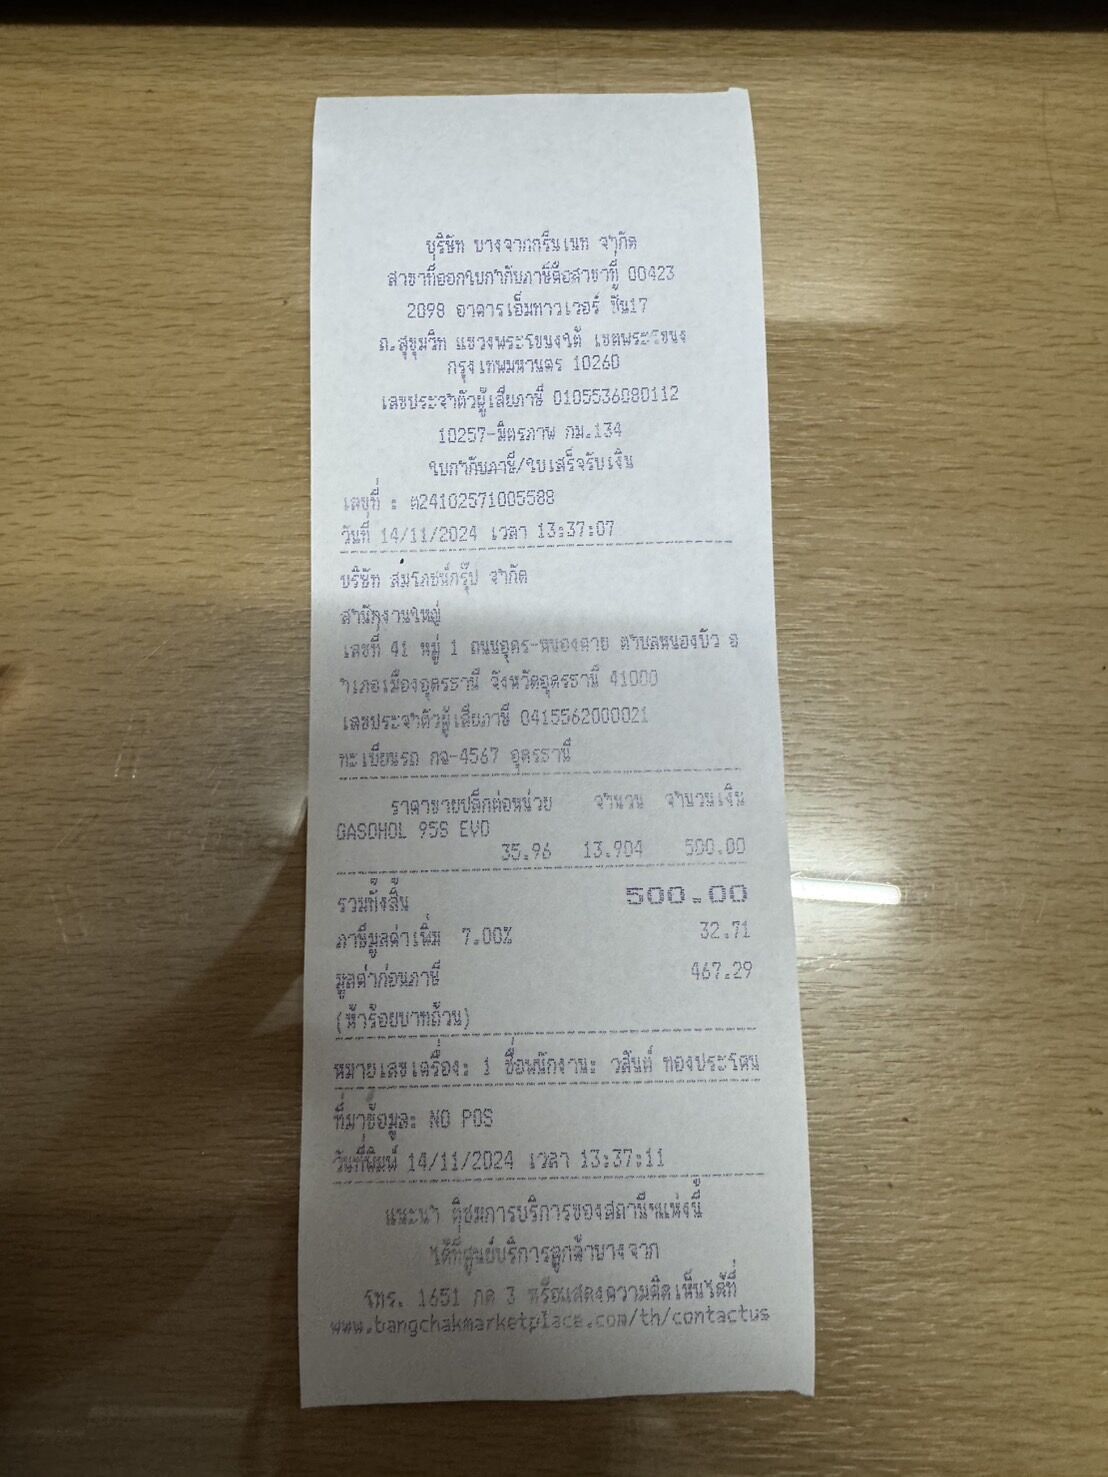 บริษัท บางจากกรีนเนท จำกัด
สาขาที่ออกใบกำกับภาษีคือสาขาที่ 00423
2098 อาคารเอ็มทาวเวอร์ ชั้น17
ถ.สุขุมวิท แขวงพระโขนงใต้ เขตพระโขนง
กรุงเทพมหานคร 10260
เลขประจำตัวผู้เสียภาษี 0105536080112
10257-มิตรภาพ กม.134
ใบกำกับภาษี/ใบเสร็จรับเงิน
เลขที่ : ต24102571005588
วันที่ 14/11/2024 เวลา 13:37:07
บริษัท สมโภชน์กรุ๊ป จำกัด
สำนักงานใหญ่
เลขที่ 41 หมู่ 1 ถนนอุดร-หนองคาย ตำบลหนองบัว อ
ำเภอเมืองอุดรธานี จังหวัดอุดรธานี 41000
เลขประจำตัวผู้เสียภาษี 0415562000021
ทะเบียนรถ กฉ-4567 อุดรธานี
ราคาขายปลีกต่อหน่วย จำนวน จำนวนเงิน
GASOHOL 95S EVO
35.96 13.904 500.00
รวมทั้งสิ้น 500.00
ภาษีมูลค่าเพิ่ม 7.00% 32.71
มูลค่าก่อนภาษี 467.29
(ห้าร้อยบาทถ้วน)
หมายเลขเครื่อง: 1 ชื่อพนักงาน: วสันต์ ทองประโคน
ที่มาข้อมูล: NO POS
วันที่พิมพ์ 14/11/2024 เวลา 13:37:11
แนะนำ ติชมการบริการของสถานีฯแห่งนี้
ได้ที่ศูนย์บริการลูกค้าบางจาก
โทร. 1651 กด 3 หรือแสดงความคิดเห็นได้ที่
www.bangchakmarketplace.com/th/contactus